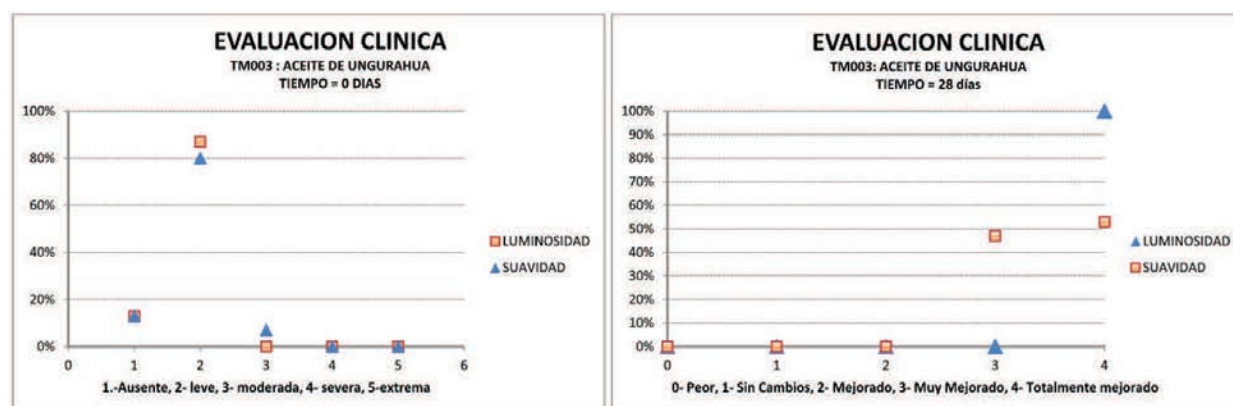 EVALUACION CLINICA
TM003 : ACEITE DE UNGURAHUA
TIEMPO = 0 DIAS
100%
80%
60%
40%
20%
0%
0 1 2 3 4 5 6
LUMINOSIDAD
SUAVIDAD
1.-Ausente, 2- leve, 3- moderada, 4- severa, 5-extrema
EVALUACION CLINICA
TM003: ACEITE DE UNGURAHUA
TIEMPO = 28 días
100%
90%
80%
70%
60%
50%
40%
30%
20%
10%
0%
0 1 2 3 4
LUMINOSIDAD
SUAVIDAD
0- Peor, 1- Sin Cambios, 2- Mejorado, 3- Muy Mejorado, 4- Totalmente mejorado